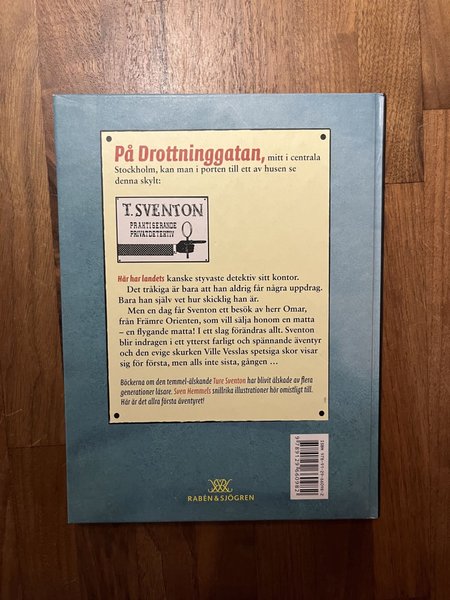 På Drottninggatan, mitt i centrala
Stockholm, kan man i porten till ett av husen se
denna skylt:
T. SVENTON
PRAKTISERANDE
PRIVATDETEKTIV
Här har landets kanske styvaste detektiv sitt kontor.
Det tråkiga är bara att han aldrig får några uppdrag.
Bara han själv vet hur skicklig han är.
Men en dag får Sventon ett besök av herr Omar,
från Främre Orienten, som vill sälja honom en matta
– en flygande matta! I ett slag förändras allt. Sventon
blir indragen i ett ytterst farligt och spännande äventyr
och den evige skurken Ville Vesslas spetsiga skor visar
sig för första, men alls inte sista, gången ...
Böckerna om den temmel-älskande Ture Sventon har blivit älskade av flera
generationer läsare. Sven Hemmels snillrika illustrationer hör omistligt till.
Här är det allra första äventyret!
RABÉN & SJÖGREN
9789129660982